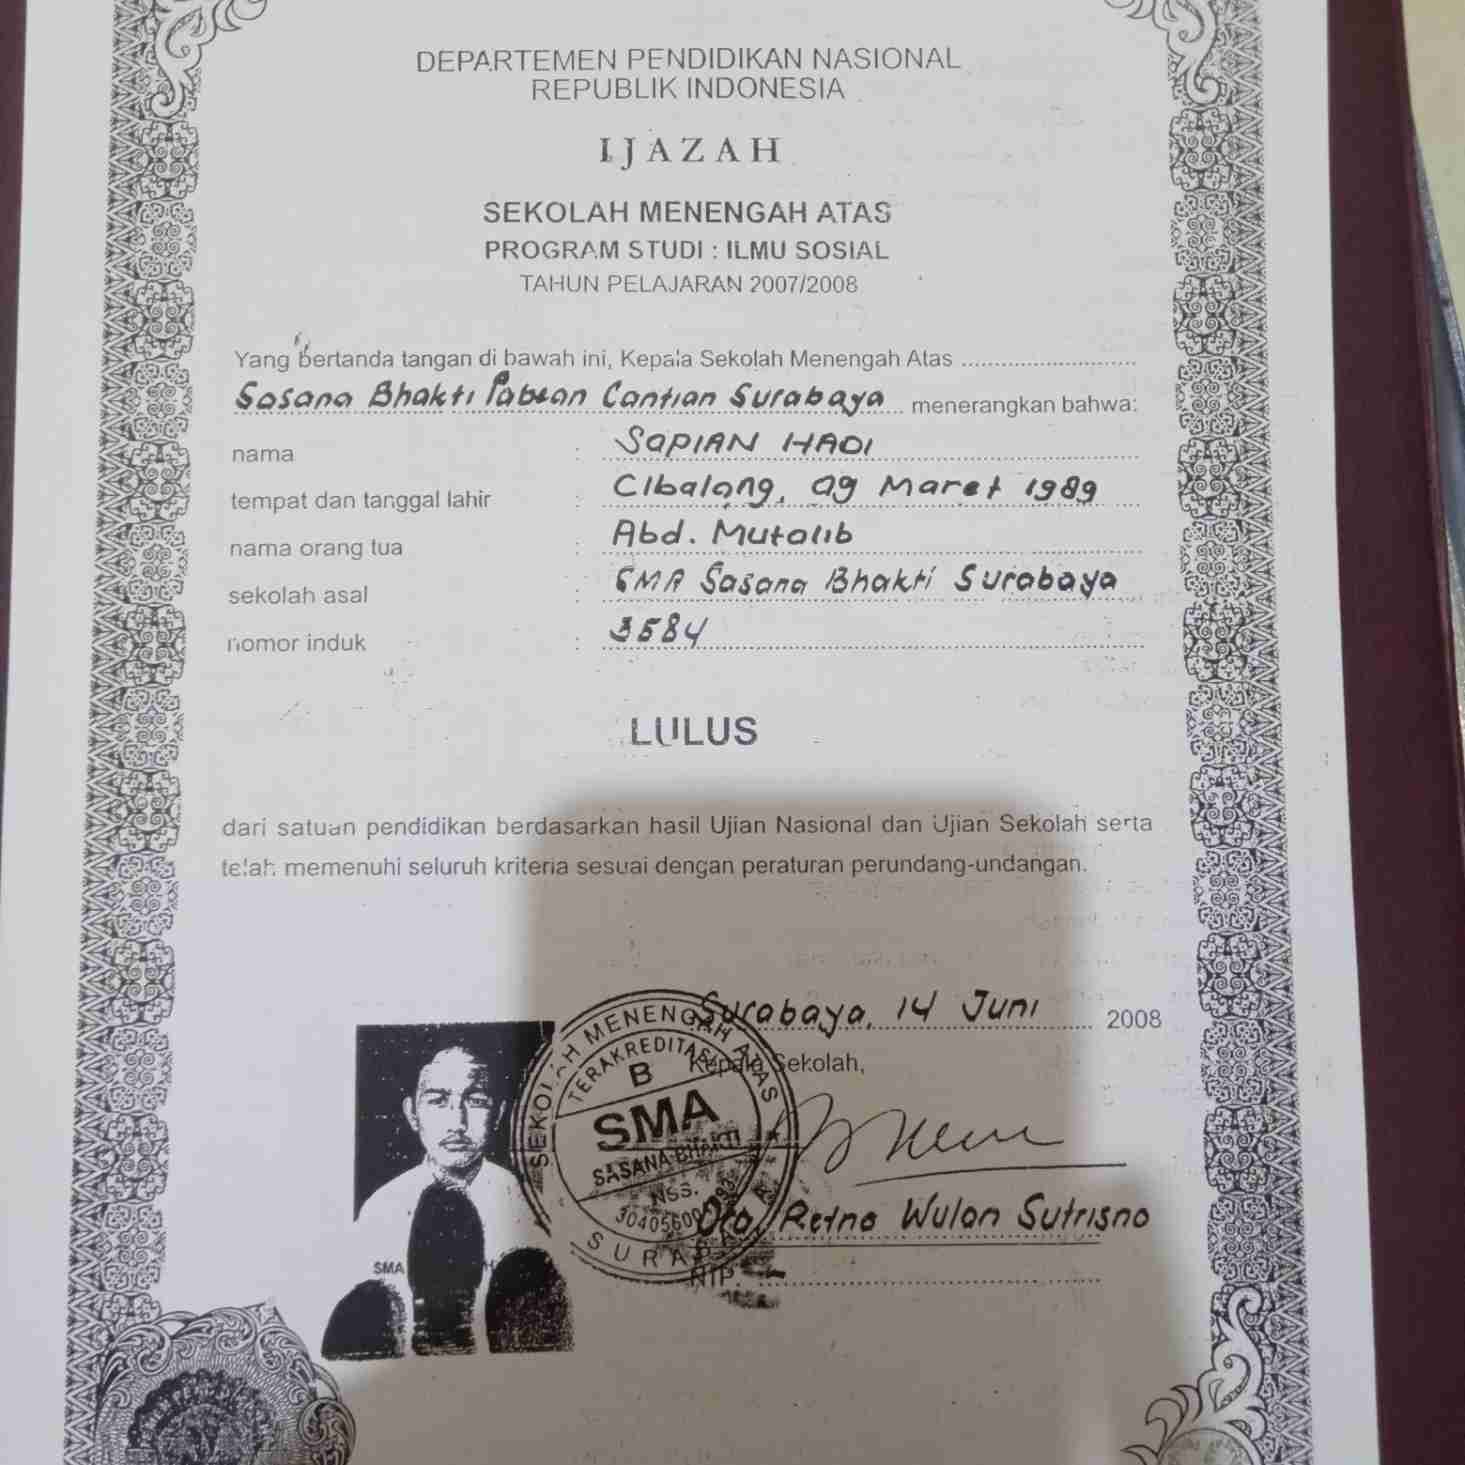 DEPARTEMEN PENDIDIKAN NASIONAL
REPUBLIK INDONESIA
IJAZAH
SEKOLAH MENENGAH ATAS
PROGRAM STUDI : ILMU SOSIAL
TAHUN PELAJARAN 2007/2008
Yang bertanda tangan di bawah ini, Kepala Sekolah Menengah Atas
Sasana Bhakti Pabean Cantian Surabaya menerangkan bahwa:
nama : SAPIAN HADI
tempat dan tanggal lahir : Cibalang, 09 Maret 1989
nama orang tua : Abd. Mutalib
sekolah asal : SMA Sasana Bhakti Surabaya
nomor induk : 3584
LULUS
dari satuan pendidikan berdasarkan hasil Ujian Nasional dan Ujian Sekolah serta
telah memenuhi seluruh kriteria sesuai dengan peraturan perundang-undangan.
Surabaya, 14 Juni 2008
Kepala Sekolah,
SEKOLAH MENENGAH ATAS
TERAKREDITASI
B
SMA
SASANA BHAKTI
NSS.
SURABAYA
Dra. Retno Wulan Sutrisno
NIP. -
SMA